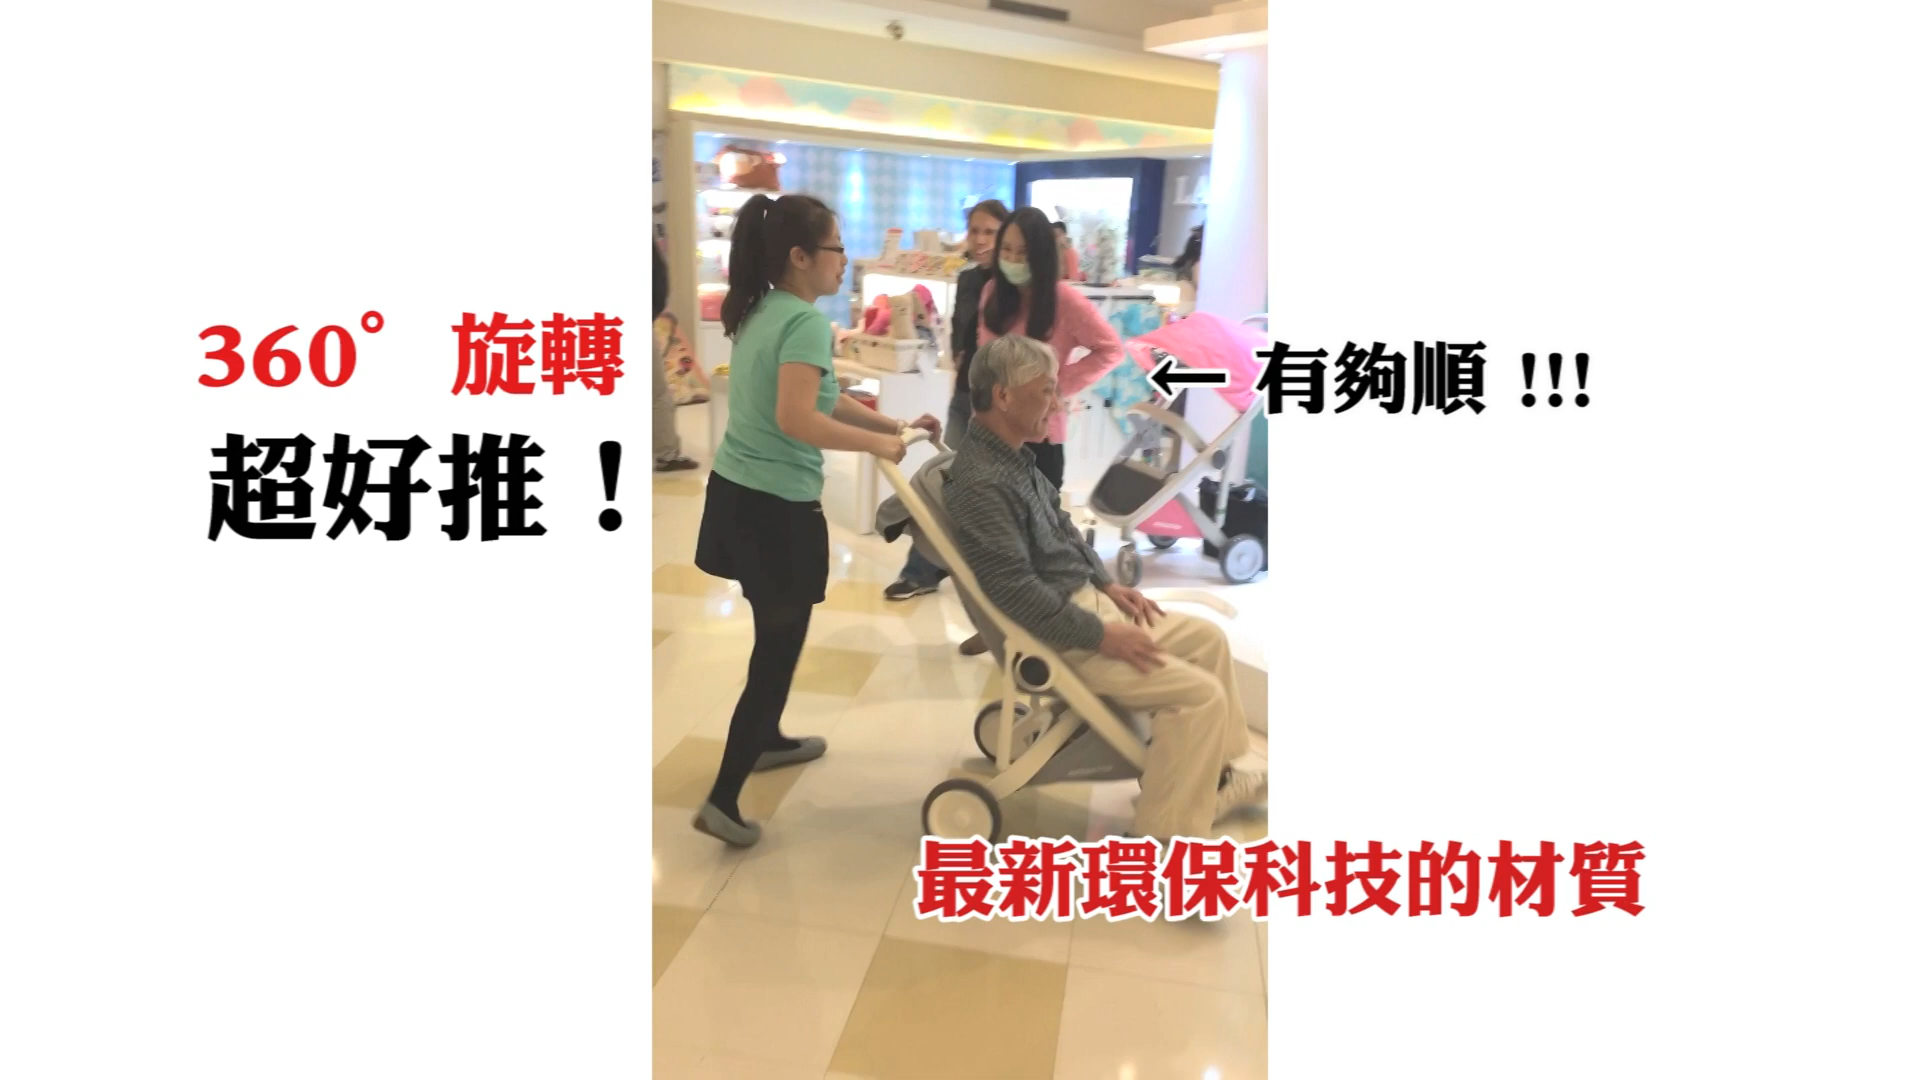 360° 旋轉
超好推！
← 有夠順 !!!
最新環保科技的材質